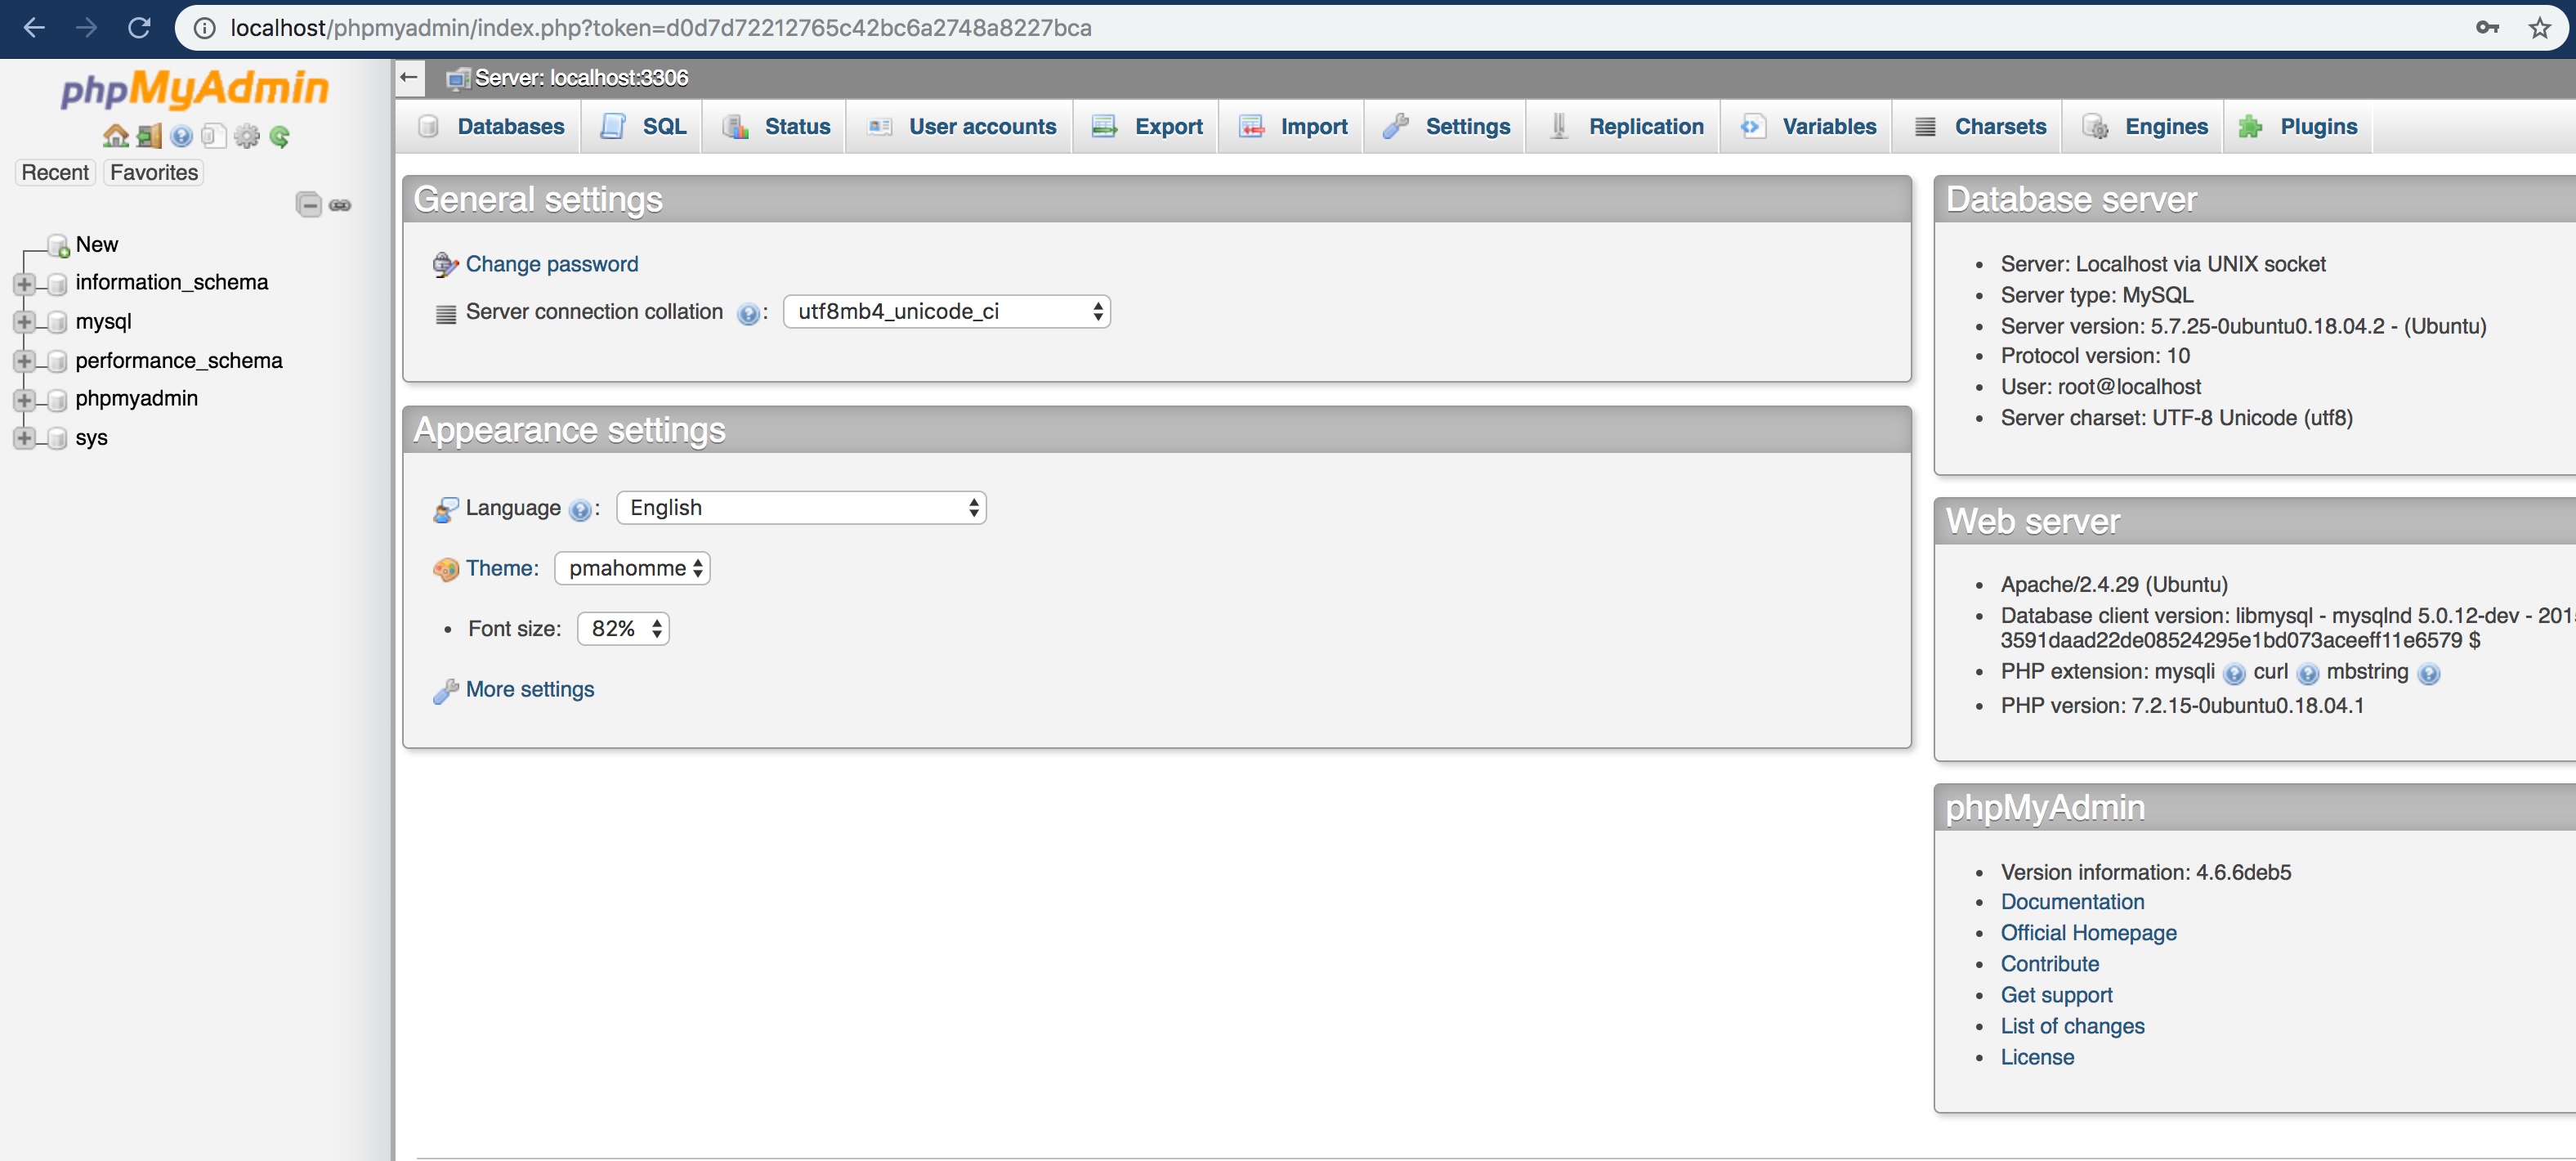 localhost/phpmyadmin/index.php?token=d0d7d72212765c42bc6a2748a8227bca
phpMyAdmin
Recent Favorites
New
information_schema
mysql
performance_schema
phpmyadmin
sys
Server: localhost:3306
Databases SQL Status User accounts Export Import Settings Replication Variables Charsets Engines Plugins
General settings
Change password
Server connection collation : utf8mb4_unicode_ci
Appearance settings
Language : English
Theme: pmahomme
• Font size: 82%
More settings
Database server
• Server: Localhost via UNIX socket
• Server type: MySQL
• Server version: 5.7.25-0ubuntu0.18.04.2 - (Ubuntu)
• Protocol version: 10
• User: root@localhost
• Server charset: UTF-8 Unicode (utf8)
Web server
• Apache/2.4.29 (Ubuntu)
• Database client version: libmysql - mysqlnd 5.0.12-dev - 201
3591daad22de08524295e1bd073aceeff11e6579 $
• PHP extension: mysqli curl mbstring
• PHP version: 7.2.15-0ubuntu0.18.04.1
phpMyAdmin
• Version information: 4.6.6deb5
• Documentation
• Official Homepage
• Contribute
• Get support
• List of changes
• License